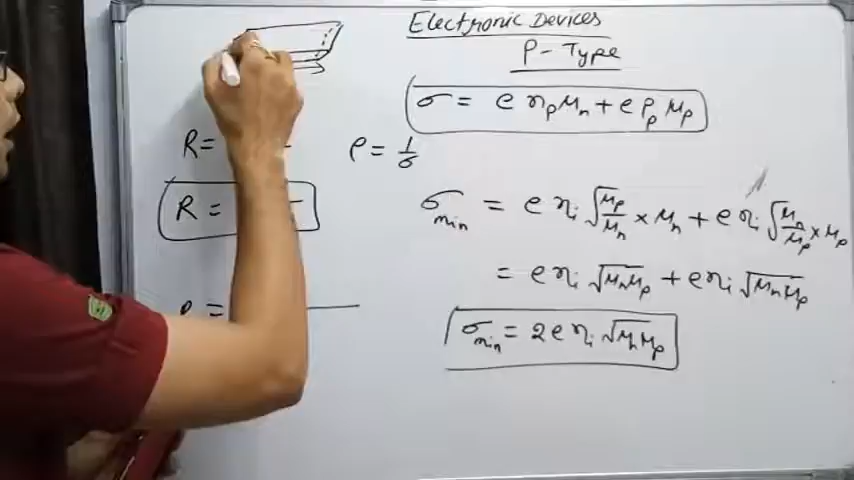 Electronic Devices
P - Type
σ = e n_p μ_n + e p_p μ_p
R =
ρ = 1/σ
R =
σ_min = e n_i √(μ_p/μ_n) × μ_n + e n_i √(μ_n/μ_p) × μ_p
= e n_i √(μ_n μ_p) + e n_i √(μ_n μ_p)
=
σ_min = 2 e n_i √(μ_n μ_p)